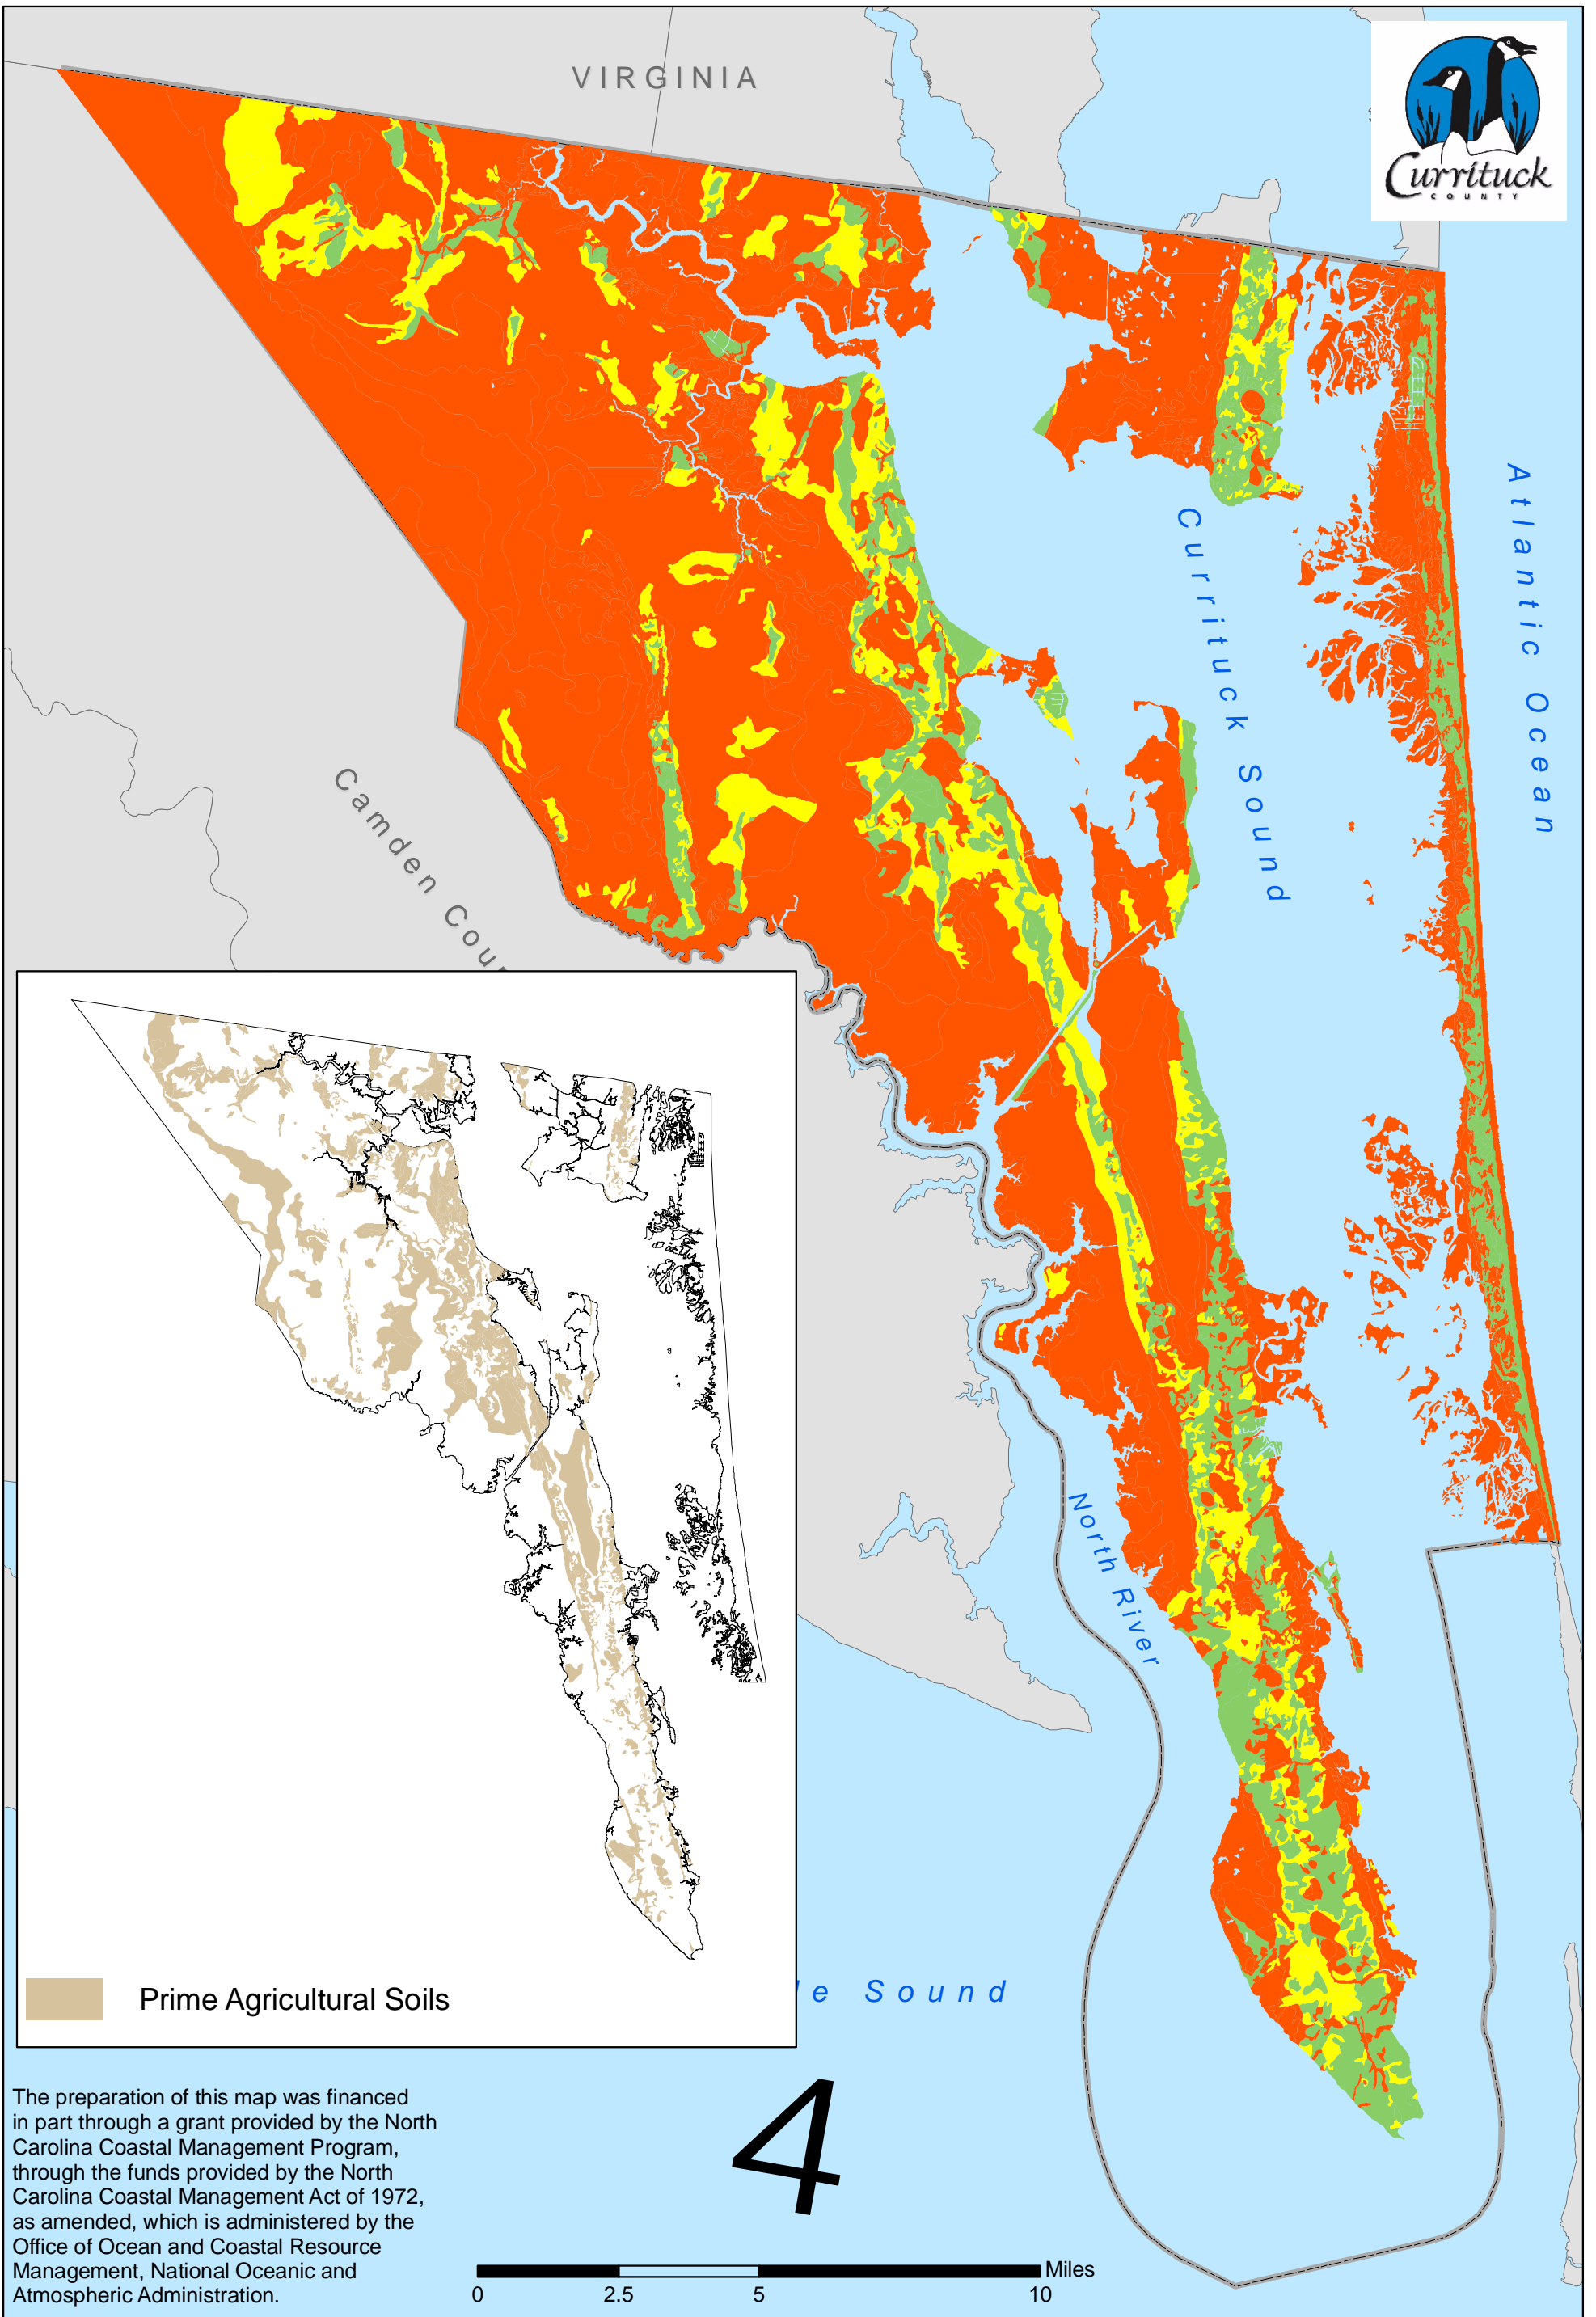 VIRGINIA
Currituck
COUNTY
Atlantic Ocean
Currituck Sound
Camden Cou
North River
Prime Agricultural Soils
le Sound
The preparation of this map was financed
in part through a grant provided by the North
Carolina Coastal Management Program,
through the funds provided by the North
Carolina Coastal Management Act of 1972,
as amended, which is administered by the
Office of Ocean and Coastal Resource
Management, National Oceanic and
Atmospheric Administration.
4
Miles
0 2.5 5 10